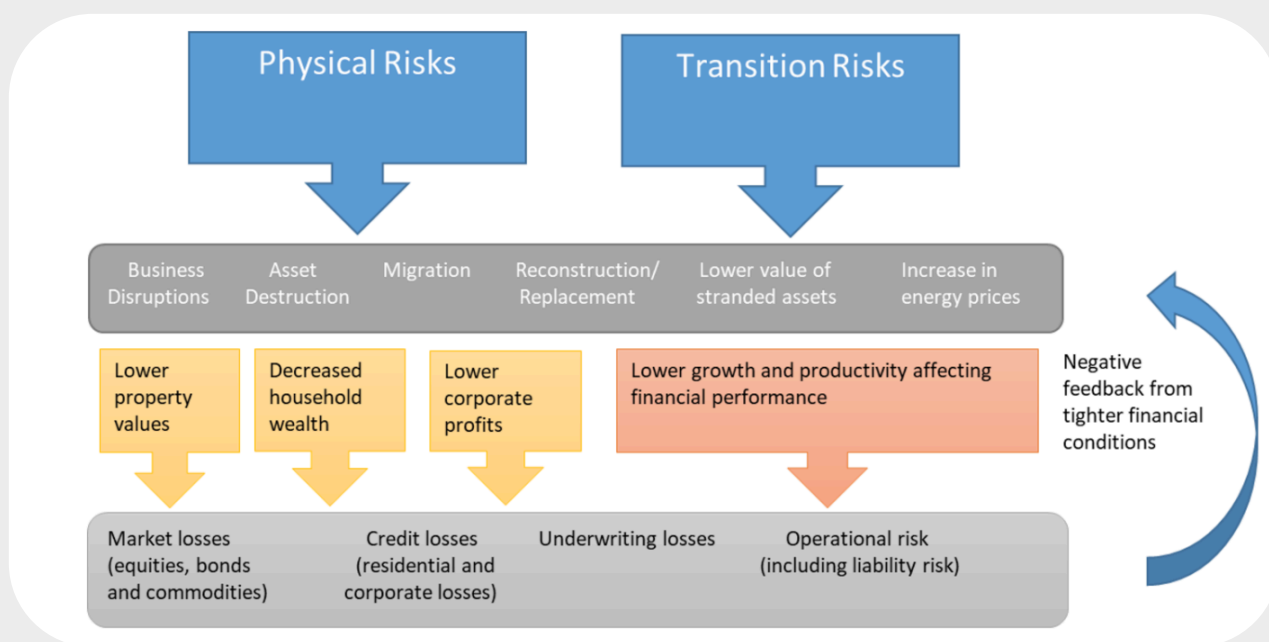 Physical Risks
Transition Risks
Business
Disruptions
Asset
Destruction
Migration
Reconstruction/
Replacement
Lower value of
stranded assets
Increase in
energy prices
Lower
property
values
Decreased
household
wealth
Lower
corporate
profits
Lower growth and productivity affecting
financial performance
Negative
feedback from
tighter financial
conditions
Market losses
(equities, bonds
and commodities)
Credit losses
(residential and
corporate losses)
Underwriting losses
Operational risk
(including liability risk)